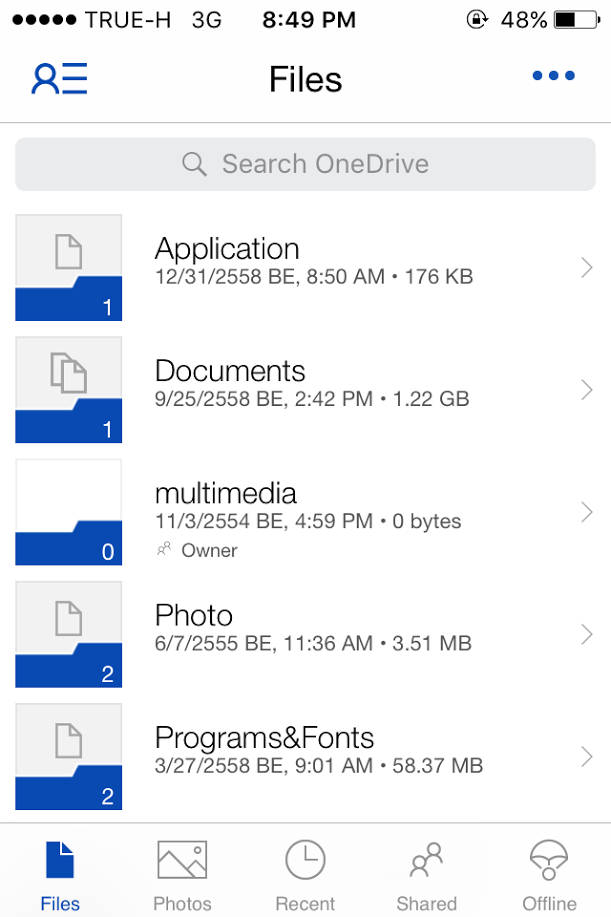 TRUE-H 3G 8:49 PM 48%
Files
Search OneDrive
Application
12/31/2558 BE, 8:50 AM • 176 KB
1
Documents
9/25/2558 BE, 2:42 PM • 1.22 GB
1
multimedia
11/3/2554 BE, 4:59 PM • 0 bytes
0
Owner
Photo
6/7/2555 BE, 11:36 AM • 3.51 MB
2
Programs&Fonts
3/27/2558 BE, 9:01 AM • 58.37 MB
2
Files Photos Recent Shared Offline